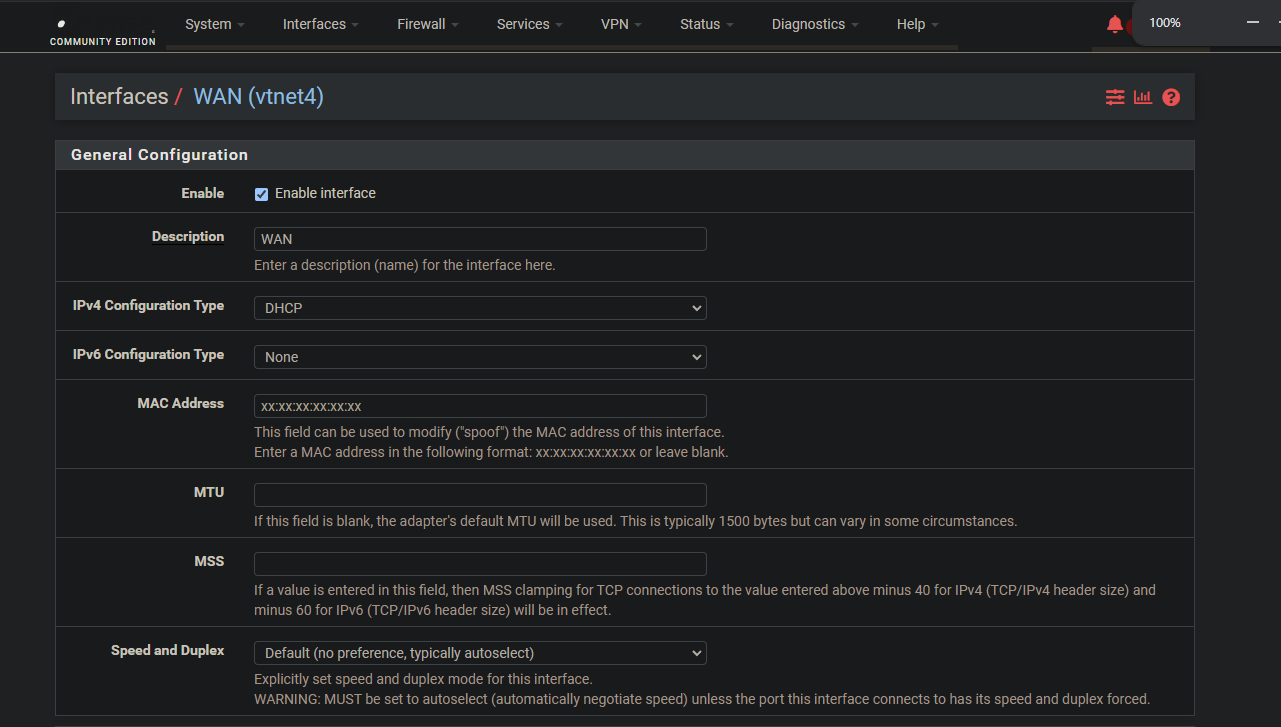 System Interfaces Firewall Services VPN Status Diagnostics Help 100%
COMMUNITY EDITION
Interfaces / WAN (vtnet4)
General Configuration
Enable Enable interface
Description WAN
Enter a description (name) for the interface here.
IPv4 Configuration Type DHCP
IPv6 Configuration Type None
MAC Address xx:xx:xx:xx:xx:xx
This field can be used to modify ("spoof") the MAC address of this interface.
Enter a MAC address in the following format: xx:xx:xx:xx:xx:xx or leave blank.
MTU
If this field is blank, the adapter's default MTU will be used. This is typically 1500 bytes but can vary in some circumstances.
MSS
If a value is entered in this field, then MSS clamping for TCP connections to the value entered above minus 40 for IPv4 (TCP/IPv4 header size) and
minus 60 for IPv6 (TCP/IPv6 header size) will be in effect.
Speed and Duplex Default (no preference, typically autoselect)
Explicitly set speed and duplex mode for this interface.
WARNING: MUST be set to autoselect (automatically negotiate speed) unless the port this interface connects to has its speed and duplex forced.